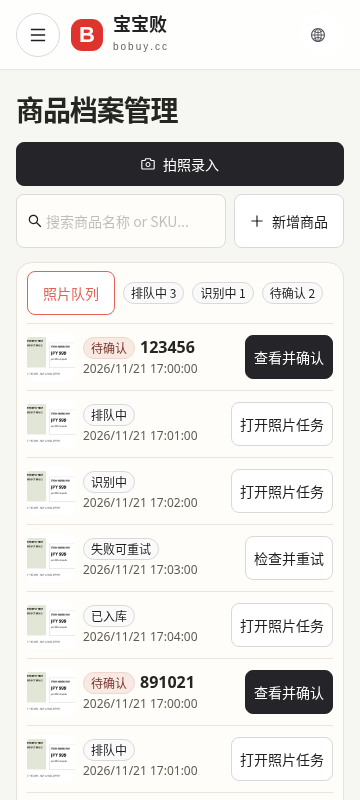 B
宝宝败
bobuy.cc
商品档案管理
拍照录入
搜索商品名称 or SKU...
新增商品
照片队列
排队中 3
识别中 1
待确认 2
待确认 123456
2026/11/21 17:00:00
查看并确认
排队中
2026/11/21 17:01:00
打开照片任务
识别中
2026/11/21 17:02:00
打开照片任务
失败可重试
2026/11/21 17:03:00
检查并重试
已入库
2026/11/21 17:04:00
打开照片任务
待确认 891021
2026/11/21 17:00:00
查看并确认
排队中
2026/11/21 17:01:00
打开照片任务